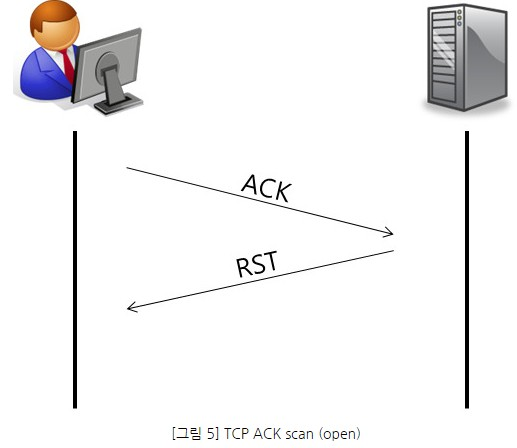 ACK
RST
[그림 5] TCP ACK scan (open)